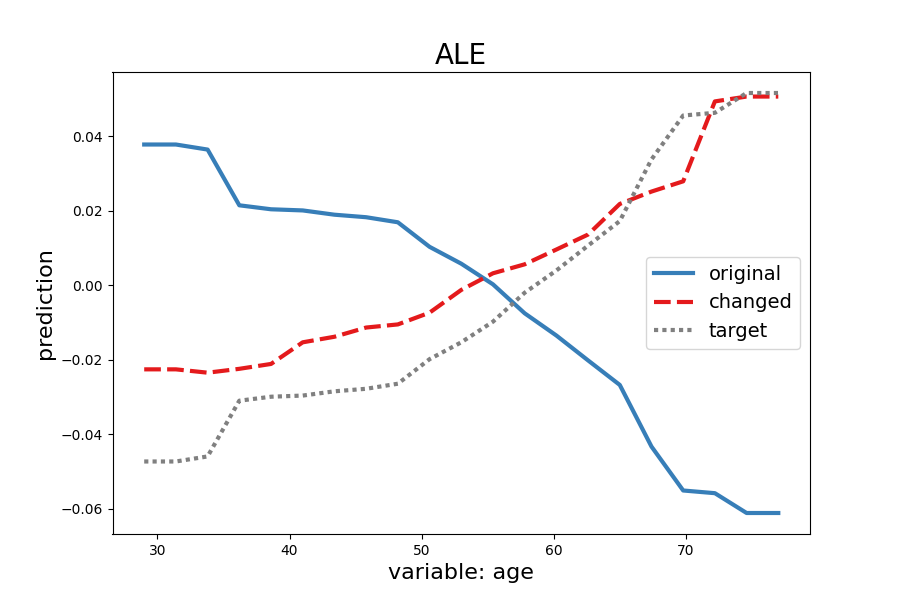 ALE
prediction
0.04
0.02
0.00
−0.02
−0.04
−0.06
original
changed
target
30 40 50 60 70
variable: age